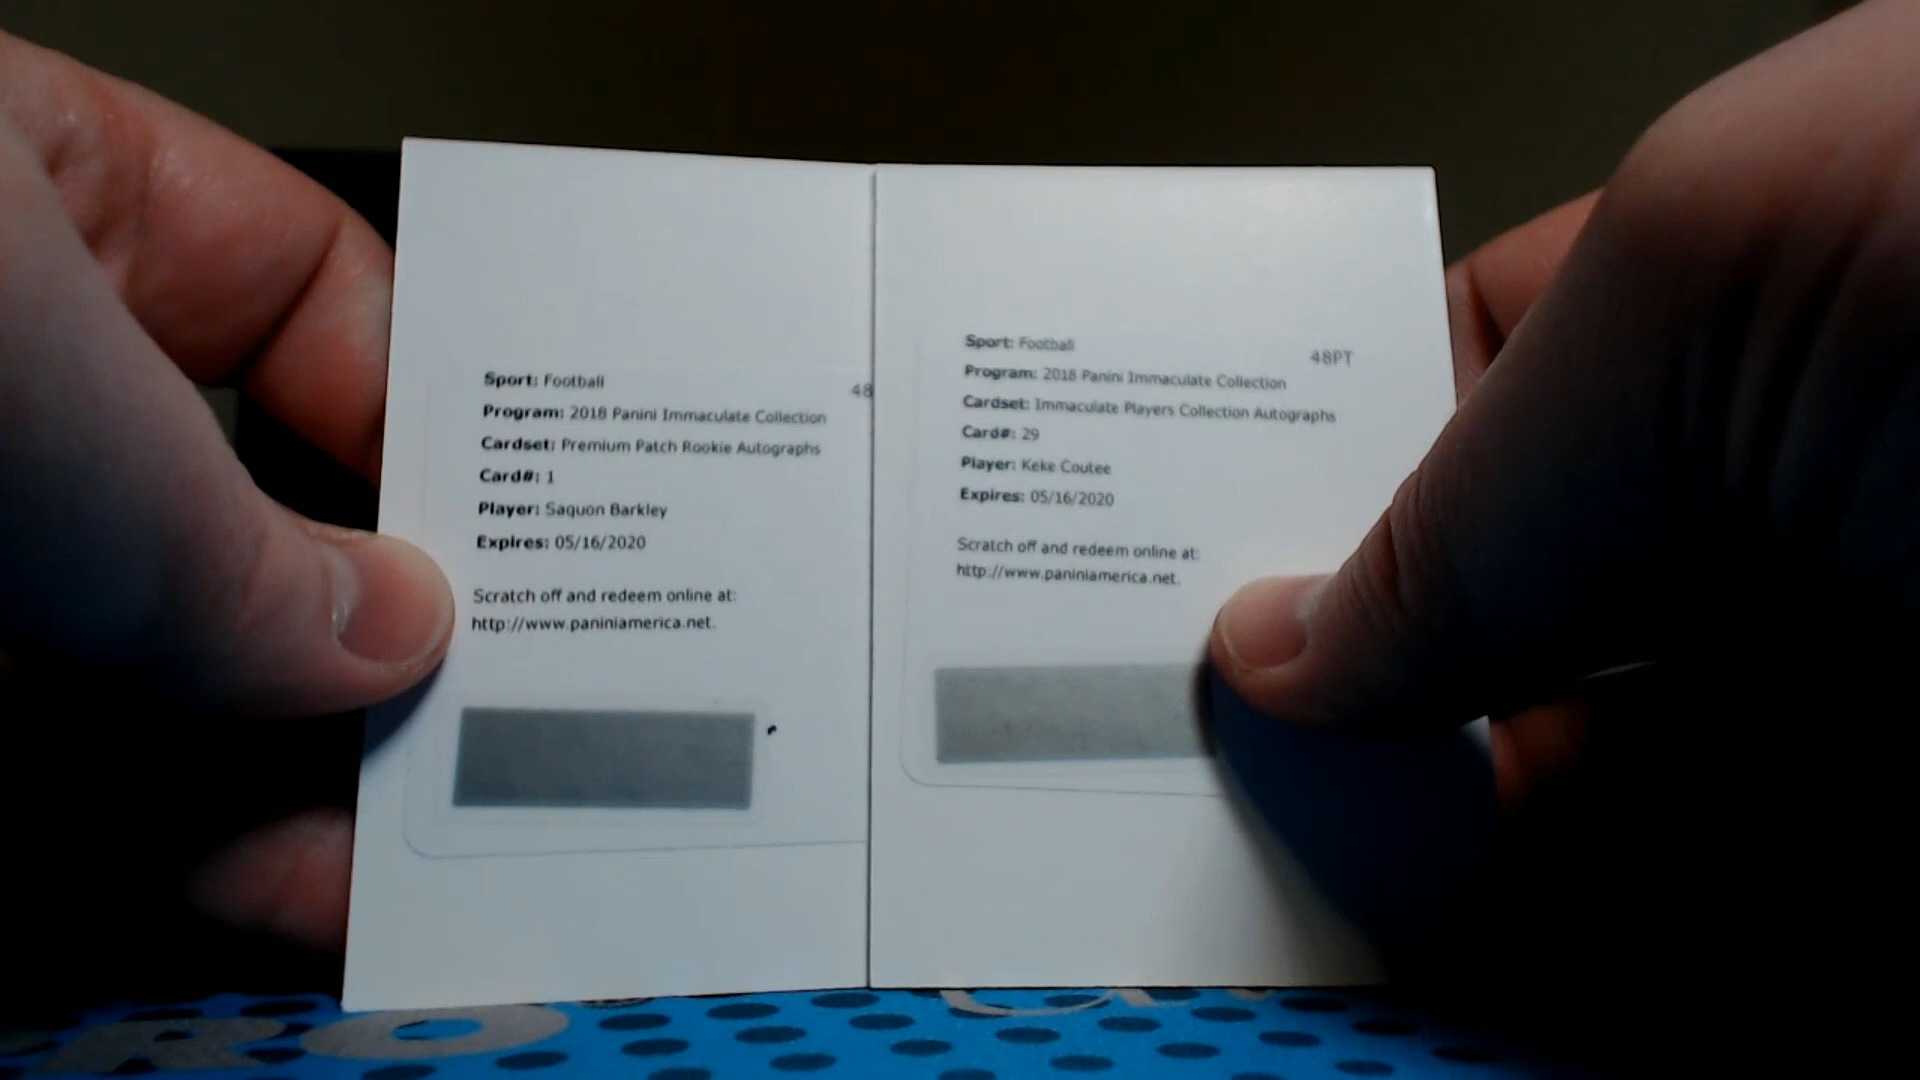 Sport: Football
48
Program: 2018 Panini Immaculate Collection
Cardset: Premium Patch Rookie Autographs
Card#: 1
Player: Saquon Barkley
Expires: 05/16/2020
Scratch off and redeem online at:
http://www.paniniamerica.net.
Sport: Football
48PT
Program: 2018 Panini Immaculate Collection
Cardset: Immaculate Players Collection Autographs
Card#: 29
Player: Keke Coutee
Expires: 05/16/2020
Scratch off and redeem online at:
http://www.paniniamerica.net.